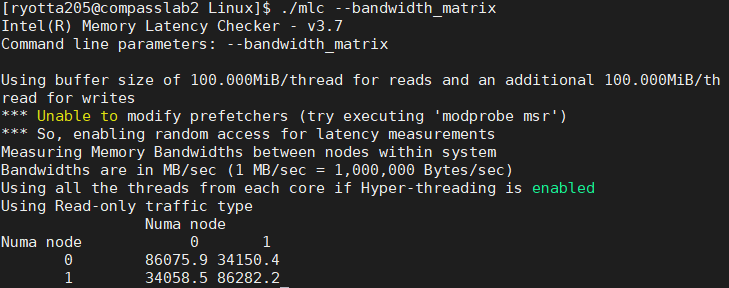 [ryotta205@compasslab2 Linux]$ ./mlc --bandwidth_matrix
Intel(R) Memory Latency Checker - v3.7
Command line parameters: --bandwidth_matrix

Using buffer size of 100.000MiB/thread for reads and an additional 100.000MiB/th
read for writes
*** Unable to modify prefetchers (try executing 'modprobe msr')
*** So, enabling random access for latency measurements
Measuring Memory Bandwidths between nodes within system
Bandwidths are in MB/sec (1 MB/sec = 1,000,000 Bytes/sec)
Using all the threads from each core if Hyper-threading is enabled
Using Read-only traffic type
                Numa node
Numa node            0       1
       0        86075.9 34150.4
       1        34058.5 86282.2_